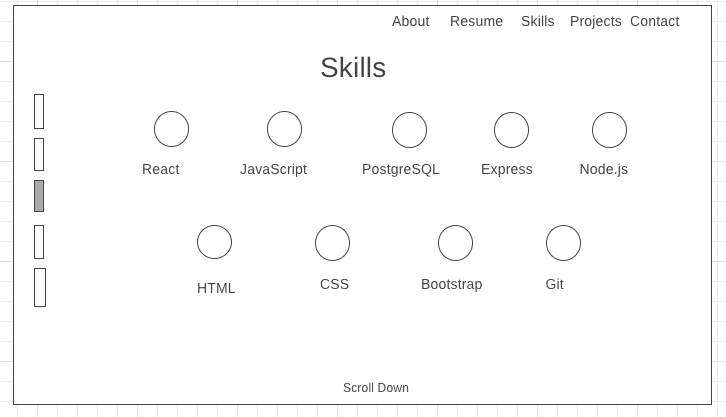 About Resume Skills Projects Contact
Skills
React JavaScript PostgreSQL Express Node.js
HTML CSS Bootstrap Git
Scroll Down